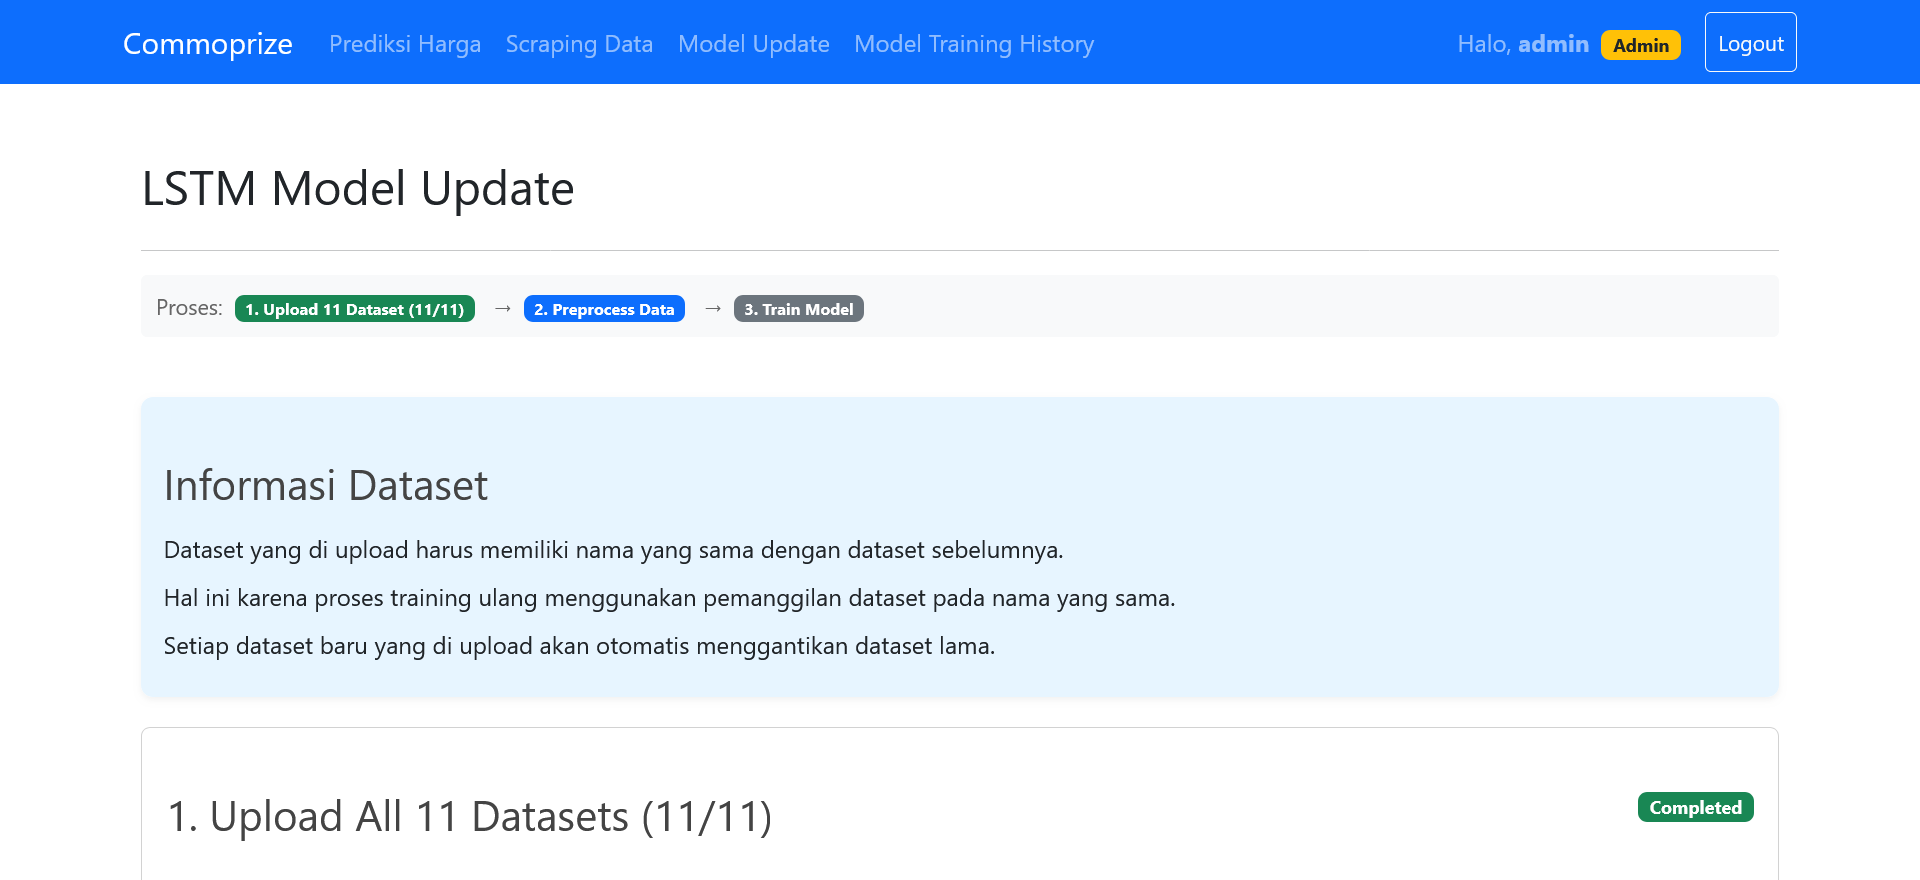 Commoprize Prediksi Harga Scraping Data Model Update Model Training History Halo, admin Admin Logout
LSTM Model Update
Proses: 1. Upload 11 Dataset (11/11) → 2. Preprocess Data → 3. Train Model
Informasi Dataset
Dataset yang di upload harus memiliki nama yang sama dengan dataset sebelumnya.
Hal ini karena proses training ulang menggunakan pemanggilan dataset pada nama yang sama.
Setiap dataset baru yang di upload akan otomatis menggantikan dataset lama.
1. Upload All 11 Datasets (11/11) Completed